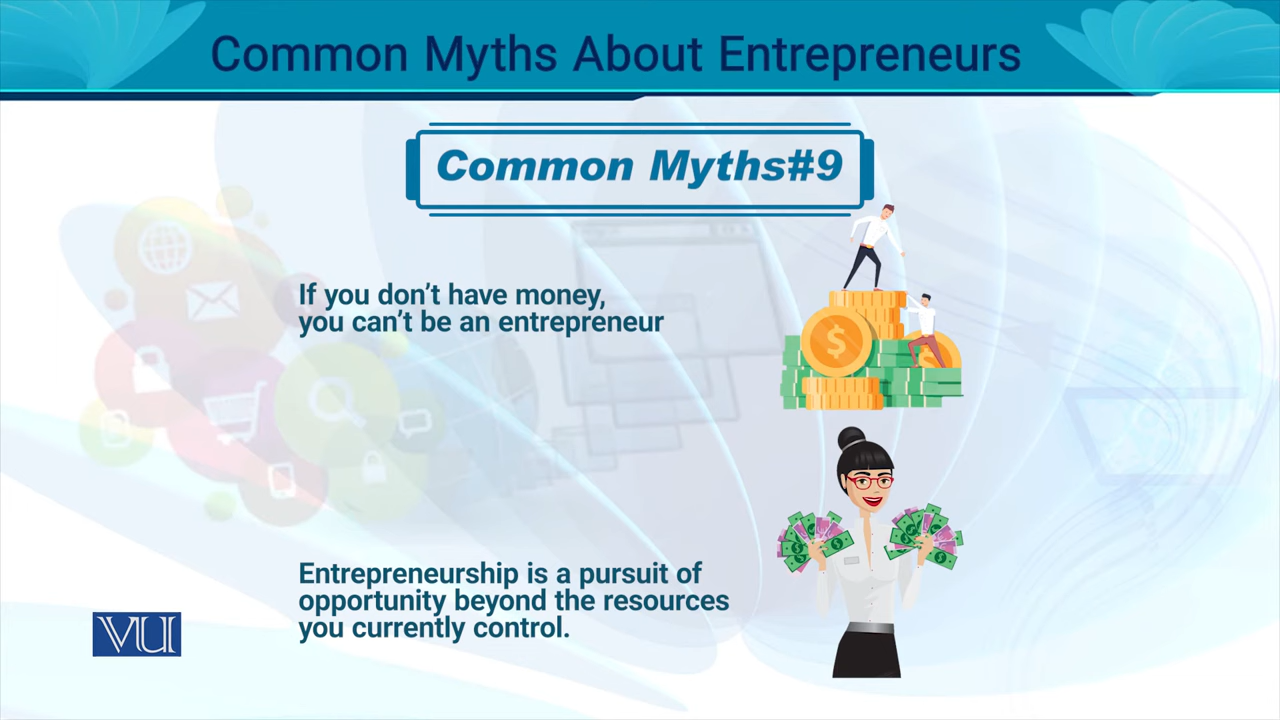 Common Myths About Entrepreneurs
Common Myths#9
If you don't have money,
you can't be an entrepreneur
Entrepreneurship is a pursuit of
opportunity beyond the resources
you currently control.
VU